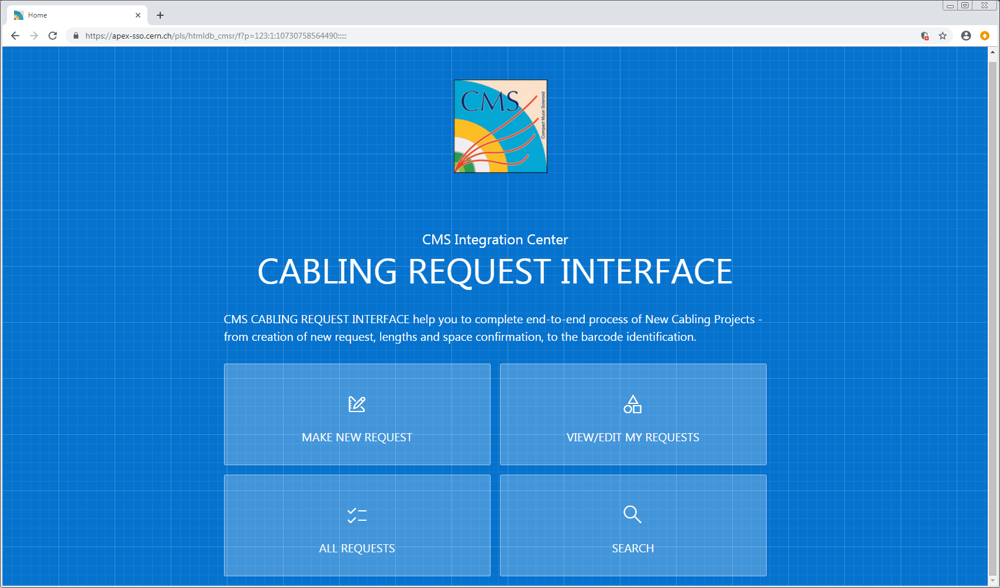 Home
https://apex-sso.cern.ch/pls/htmldb_cmsr/f?p=123:1:10730758564490:::::
CMS
Compact Muon Solenoid
CMS Integration Center
CABLING REQUEST INTERFACE
CMS CABLING REQUEST INTERFACE help you to complete end-to-end process of New Cabling Projects -
from creation of new request, lengths and space confirmation, to the barcode identification.
MAKE NEW REQUEST
VIEW/EDIT MY REQUESTS
ALL REQUESTS
SEARCH